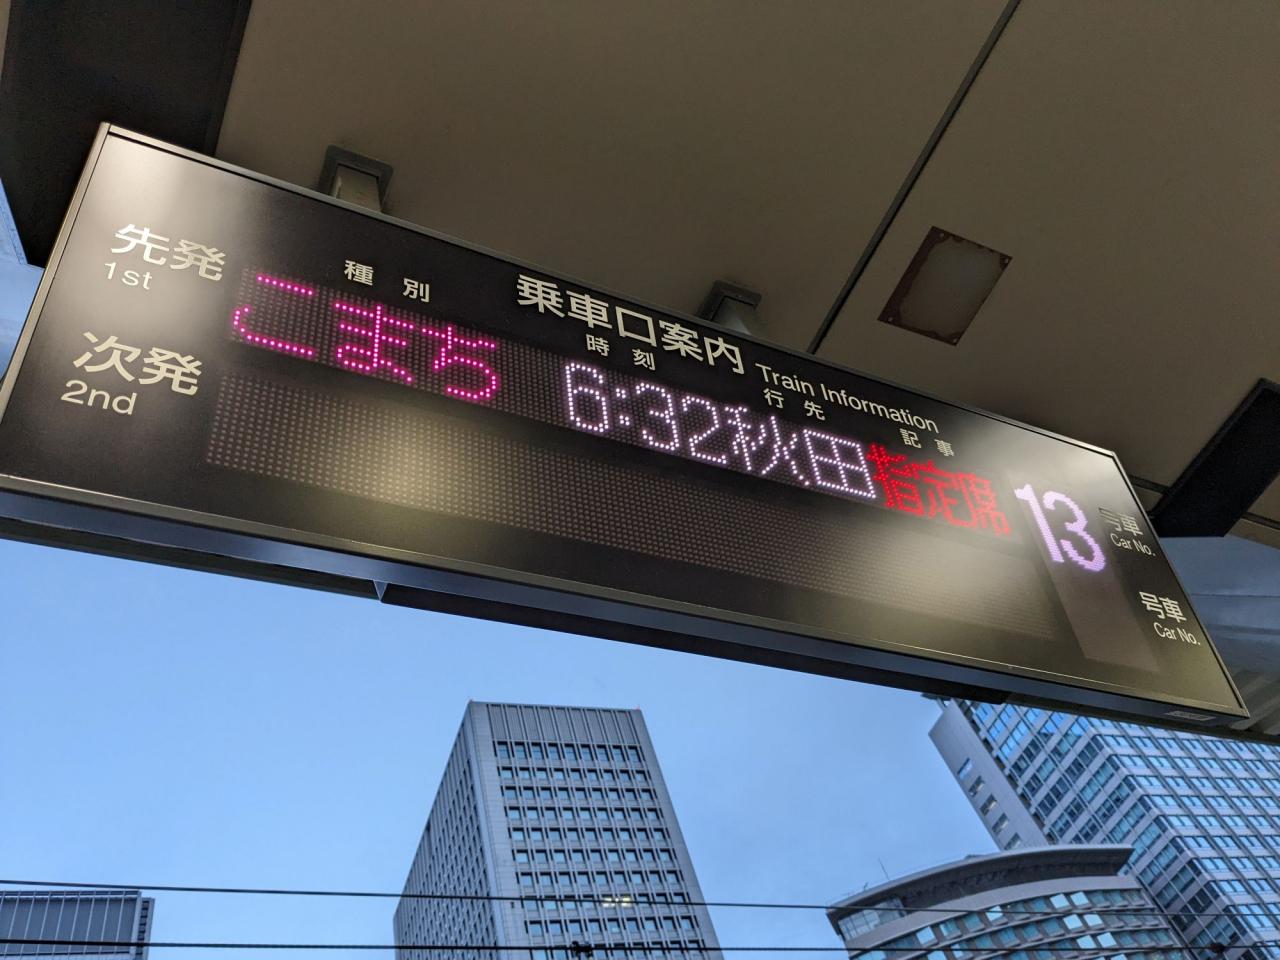 乗車口案内 Train Information
種別 時刻 行先 記事
先発 こまち 6:32 秋田 指定席 13 号車
1st Car No.
次発 号車
2nd Car No.